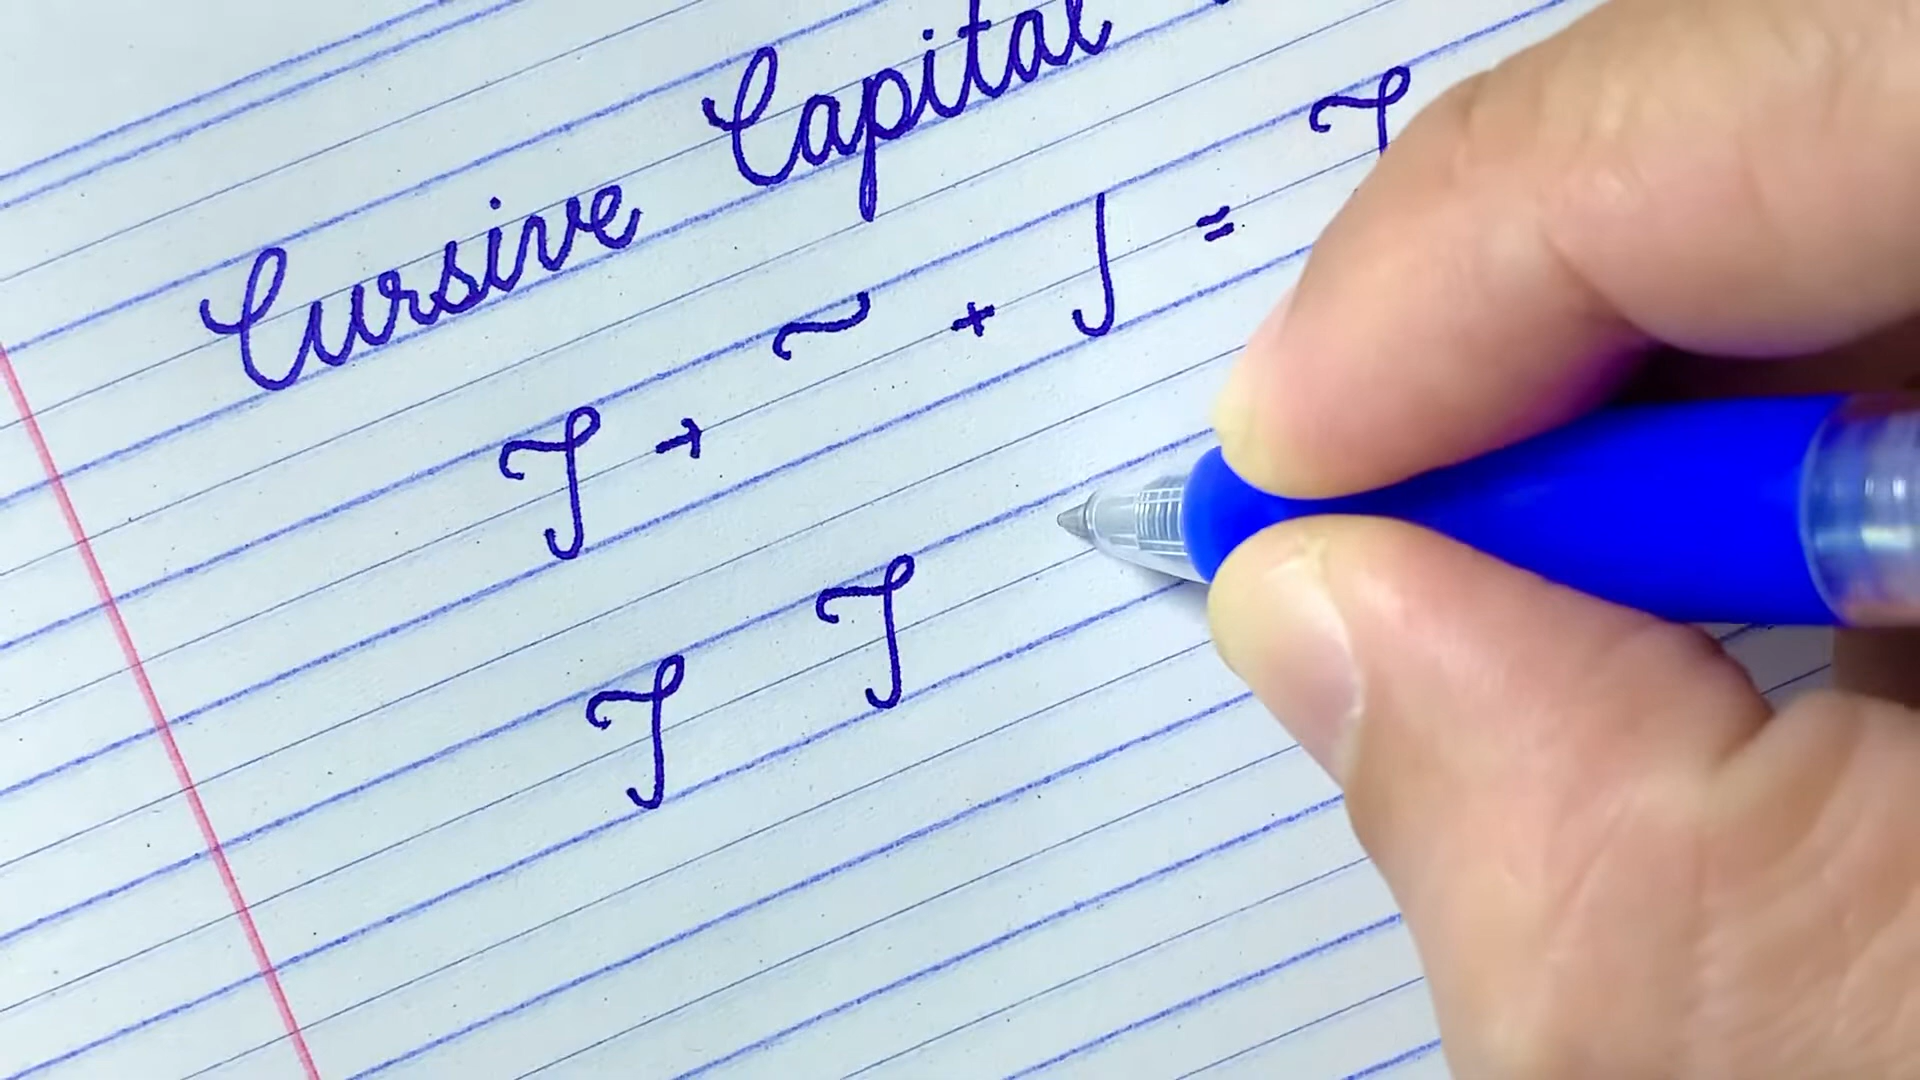 Cursive Capital
T → ~ + J = T
T T